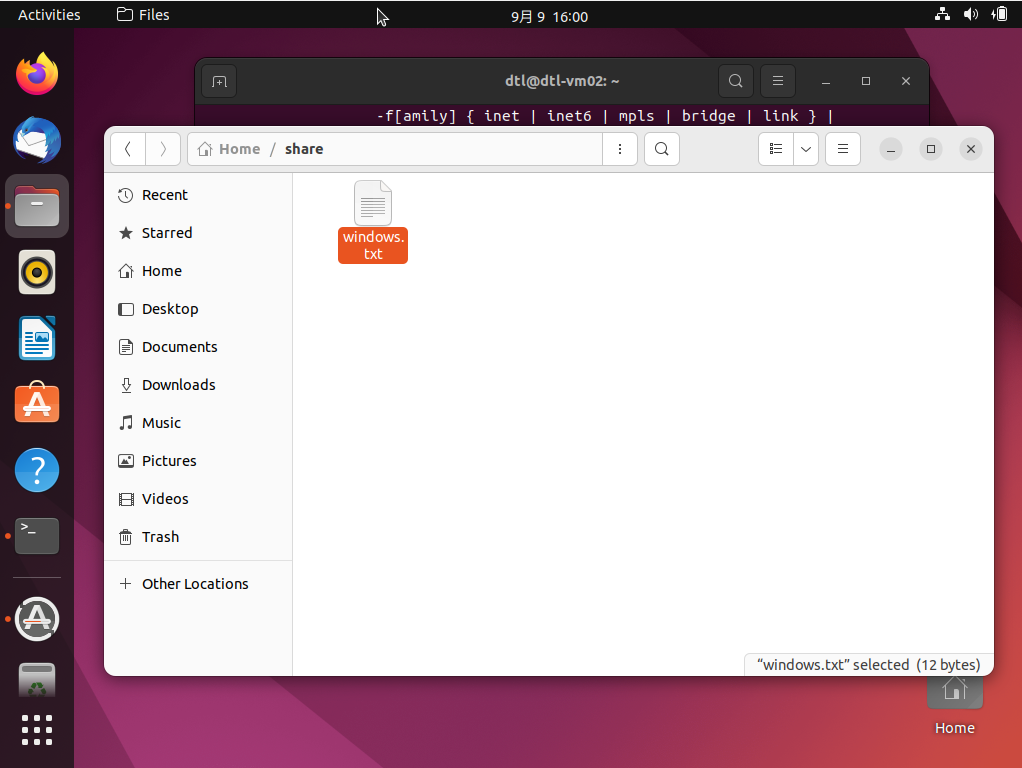 Activities
Files
9月 9 16:00
dtl@dtl-vm02: ~
-f[amily] { inet | inet6 | mpls | bridge | link } |
Home / share
Recent
Starred
Home
Desktop
Documents
Downloads
Music
Pictures
Videos
Trash
Other Locations
windows.
txt
“windows.txt” selected (12 bytes)
Home